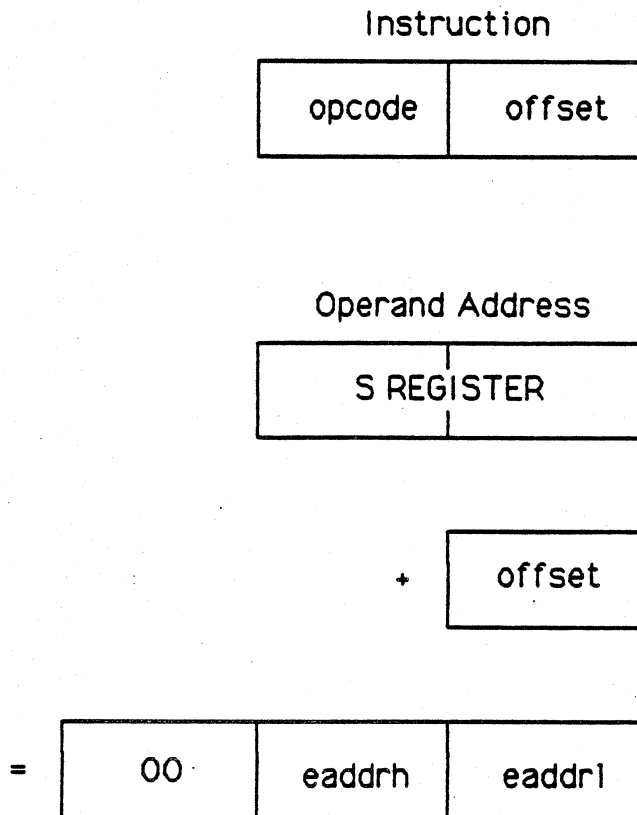 Instruction
opcode offset
Operand Address
S REGISTER
+ offset
= 00 eaddrh eaddrl